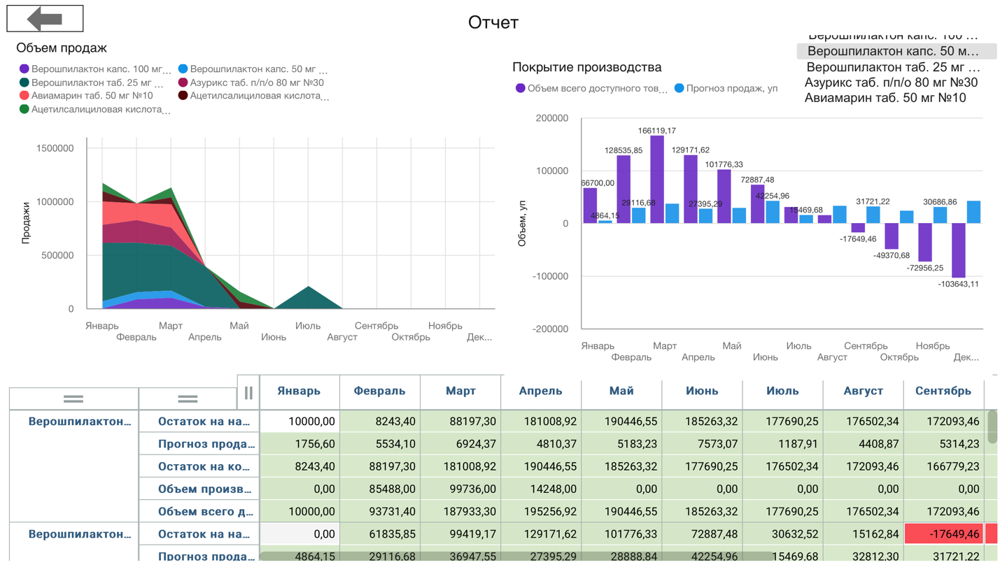 Отчет
Объем продаж
Верошпилактон капс. 100 мг...
Верошпилактон капс. 50 мг ...
Верошпилактон таб. 25 мг ...
Азурикс таб. п/п/о 80 мг №30
Авиамарин таб. 50 мг №10
Ацетилсалициловая кислота...
Ацетилсалициловая кислота...
Продажи
1500000
1000000
500000
0
Январь
Февраль
Март
Апрель
Май
Июнь
Июль
Август
Сентябрь
Октябрь
Ноябрь
Дек...
Верошпилактон капс. 100 ...
Верошпилактон капс. 50 м...
Верошпилактон таб. 25 мг ...
Азурикс таб. п/п/о 80 мг №30
Авиамарин таб. 50 мг №10
Покрытие производства
Объем всего доступного тов...
Прогноз продаж, уп
Объем, уп
200000
100000
0
-100000
-200000
66700,00
4864,15
128535,85
29116,68
166119,17
129171,62
27395,29
101776,33
72887,48
42254,96
15469,68
31721,22
-17649,46
-49370,68
30686,86
-72956,25
-103643,11
Январь
Февраль
Март
Апрель
Май
Июнь
Июль
Август
Сентябрь
Октябрь
Ноябрь
Дек...
Январь Февраль Март Апрель Май Июнь Июль Август Сентябрь
Верошпилактон... Остаток на на... 10000,00 8243,40 88197,30 181008,92 190446,55 185263,32 177690,25 176502,34 172093,46
Прогноз прода... 1756,60 5534,10 6924,37 4810,37 5183,23 7573,07 1187,91 4408,87 5314,23
Остаток на ко... 8243,40 88197,30 181008,92 190446,55 185263,32 177690,25 176502,34 172093,46 166779,23
Объем произв... 0,00 85488,00 99736,00 14248,00 0,00 0,00 0,00 0,00 0,00
Объем всего д... 10000,00 93731,40 187933,30 195256,92 190446,55 185263,32 177690,25 176502,34 172093,46
Верошпилактон... Остаток на на... 0,00 61835,85 99419,17 129171,62 101776,33 72887,48 30632,52 15162,84 -17649,46
Прогноз прода... 4864,15 29116,68 36947,55 27395,29 28888,84 42254,96 15469,68 32812,30 31721,22